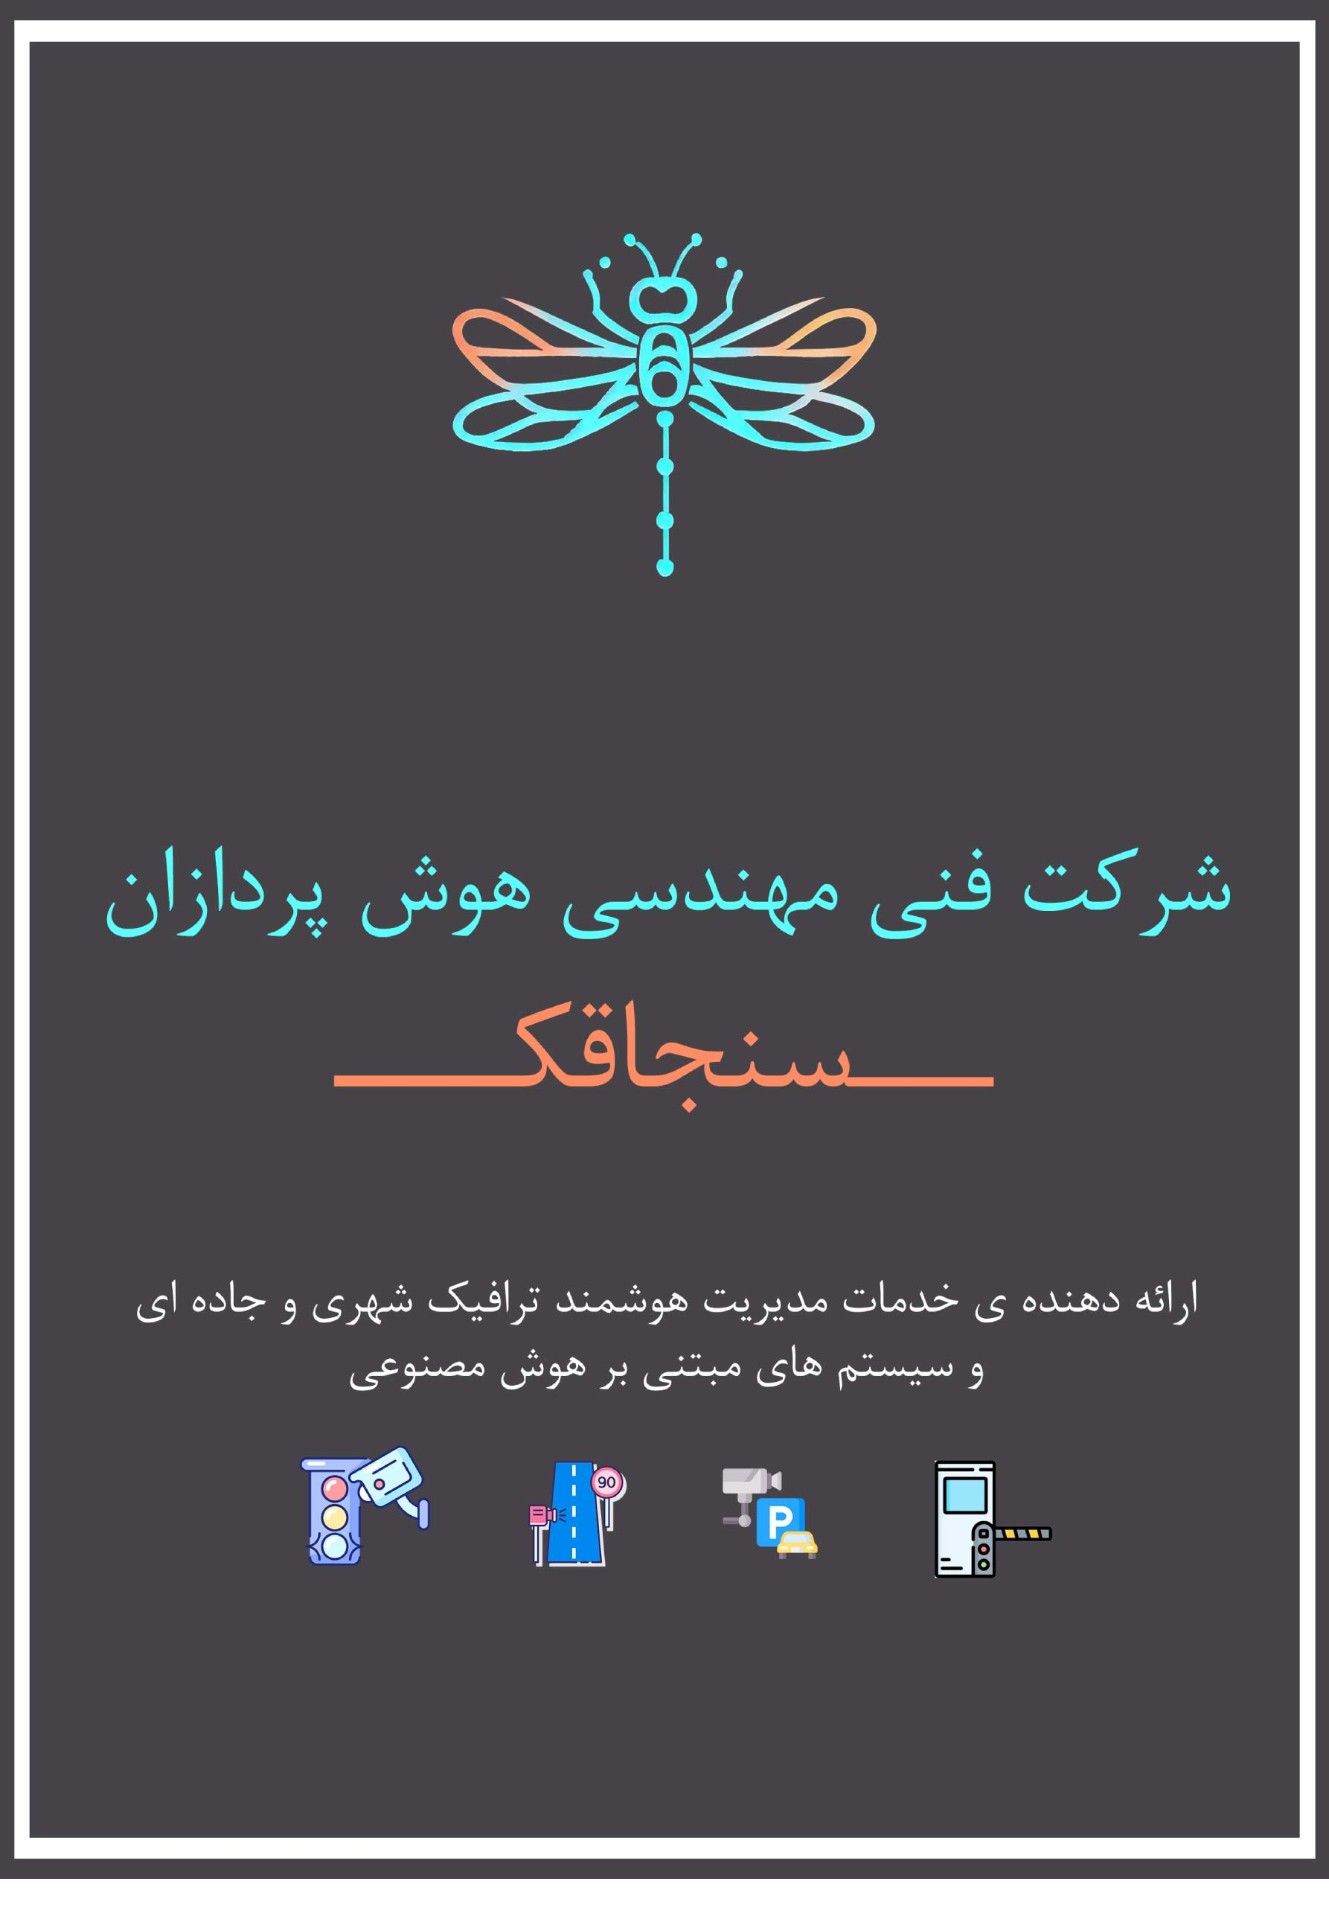 شرکت فنی مهندسی هوش پردازان
سنجاقک
ارائه دهنده ی خدمات مدیریت هوشمند ترافیک شهری و جاده ای
و سیستم های مبتنی بر هوش مصنوعی
90
P